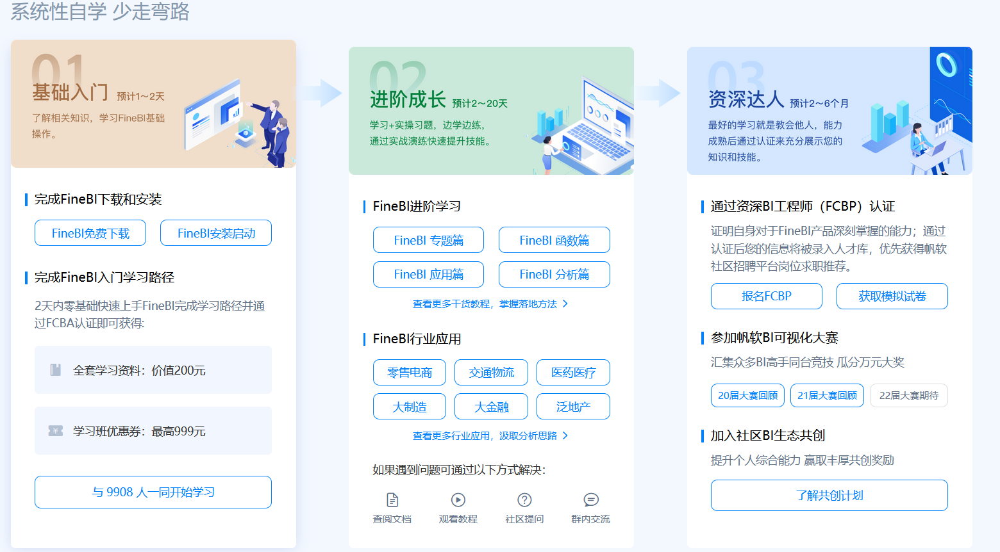 系统性自学 少走弯路
01
基础入门 预计1～2天
了解相关知识，学习FineBI基础
操作。
完成FineBI下载和安装
FineBI免费下载 FineBI安装启动
完成FineBI入门学习路径
2天内零基础快速上手FineBI完成学习路径并通
过FCBA认证即可获得:
全套学习资料：价值200元
学习班优惠券：最高999元
与 9908 人一同开始学习
02
进阶成长 预计2～20天
学习+实操习题，边学边练，
通过实战演练快速提升技能。
FineBI进阶学习
FineBI 专题篇 FineBI 函数篇
FineBI 应用篇 FineBI 分析篇
查看更多干货教程，掌握落地方法
FineBI行业应用
零售电商 交通物流 医药医疗
大制造 大金融 泛地产
查看更多行业应用，汲取分析思路
如果遇到问题可通过以下方式解决：
查阅文档 观看教程 社区提问 群内交流
03
资深达人 预计2～6个月
最好的学习就是教会他人，能力
成熟后通过认证来充分展示您的
知识和技能。
通过资深BI工程师（FCBP）认证
证明自身对于FineBI产品深刻掌握的能力；通过
认证后您的信息将被录入人才库，优先获得帆软
社区招聘平台岗位求职推荐。
报名FCBP 获取模拟试卷
参加帆软BI可视化大赛
汇集众多BI高手同台竞技 瓜分万元大奖
20届大赛回顾 21届大赛回顾 22届大赛期待
加入社区BI生态共创
提升个人综合能力 赢取丰厚共创奖励
了解共创计划